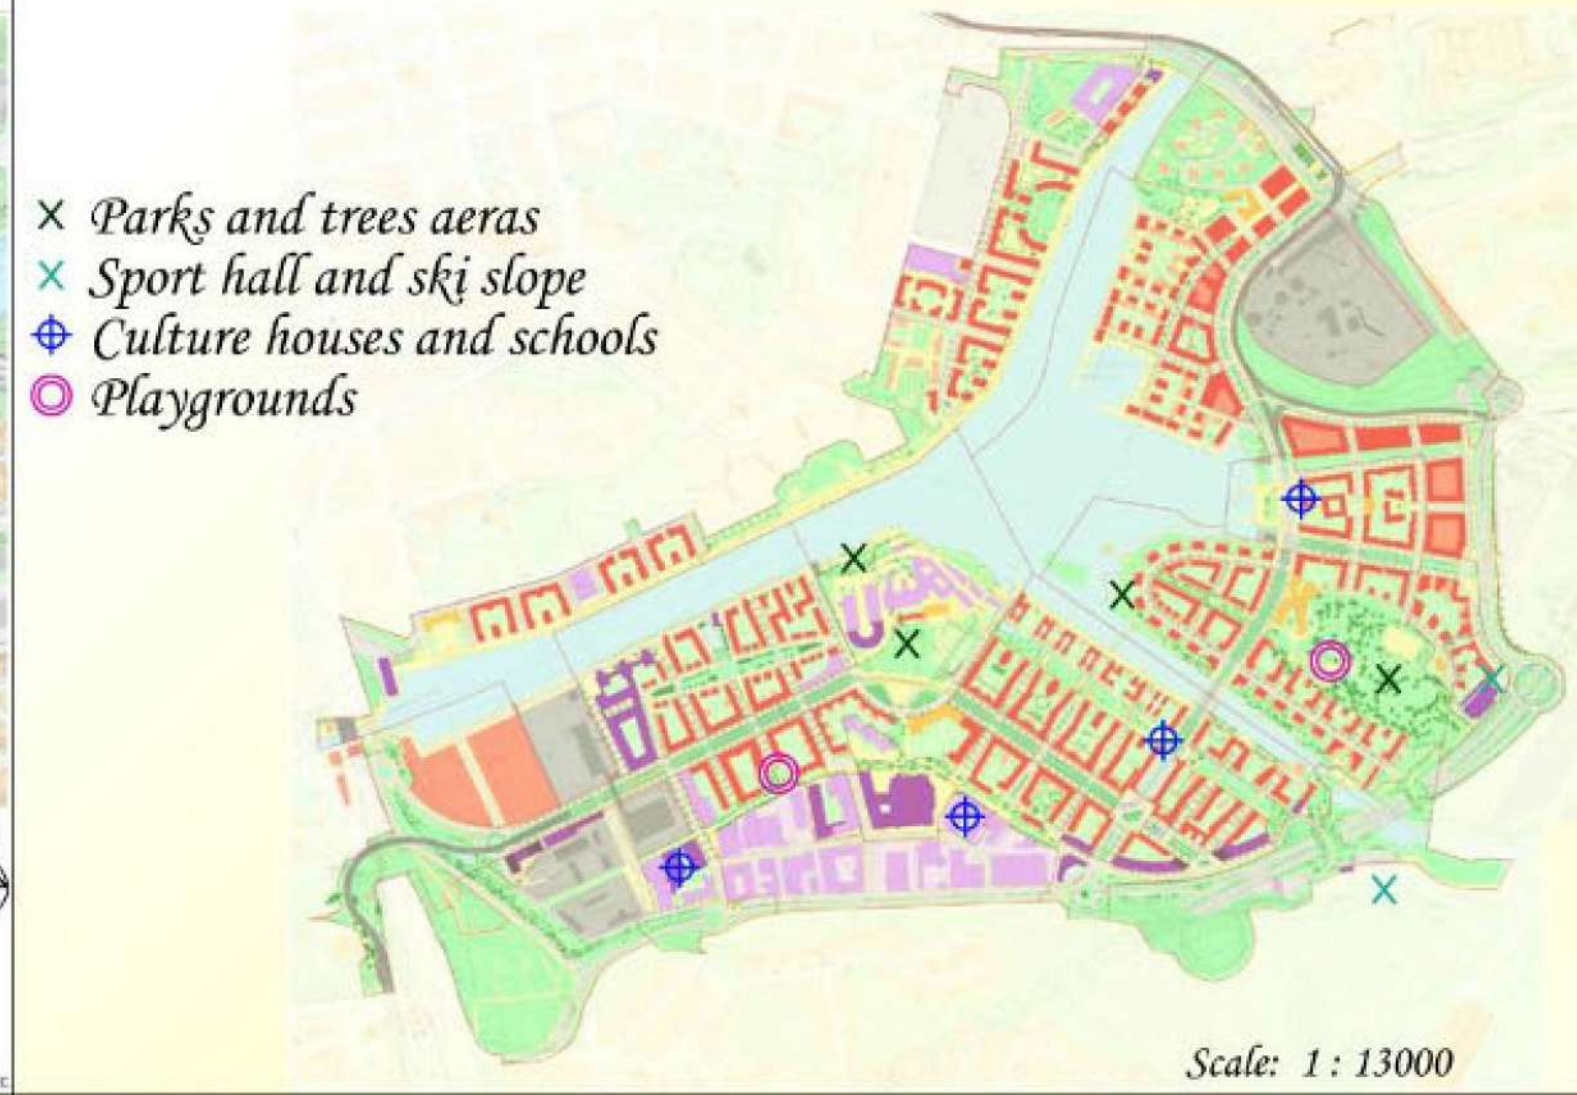 Parks and trees aeras
Sport hall and ski slope
Culture houses and schools
Playgrounds
Scale: 1 : 13000